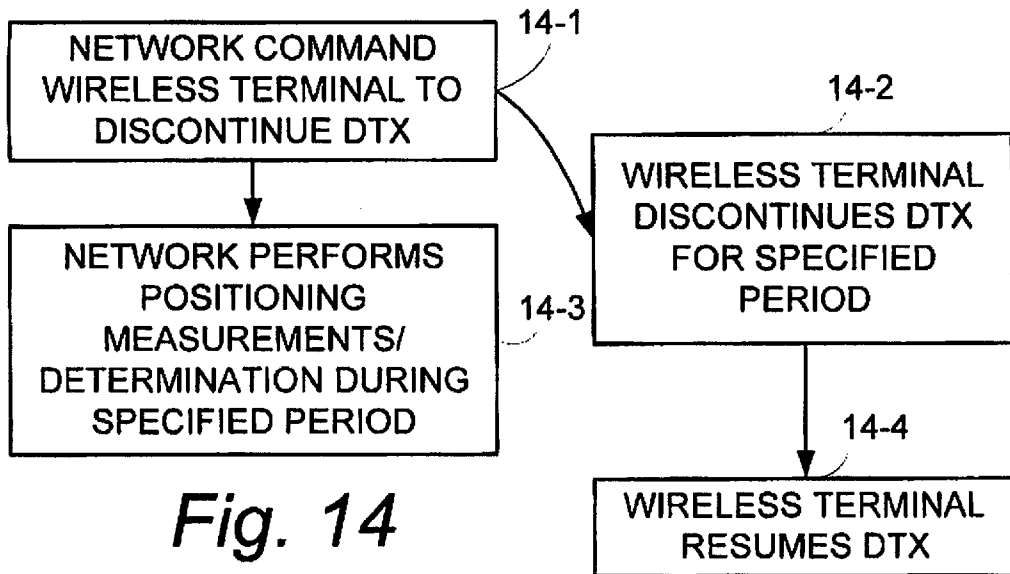 14-1
NETWORK COMMAND
WIRELESS TERMINAL TO
DISCONTINUE DTX
14-2
WIRELESS TERMINAL
DISCONTINUES DTX
FOR SPECIFIED
PERIOD
NETWORK PERFORMS
POSITIONING
MEASUREMENTS/
DETERMINATION DURING
SPECIFIED PERIOD
14-3
14-4
WIRELESS TERMINAL
RESUMES DTX
Fig. 14